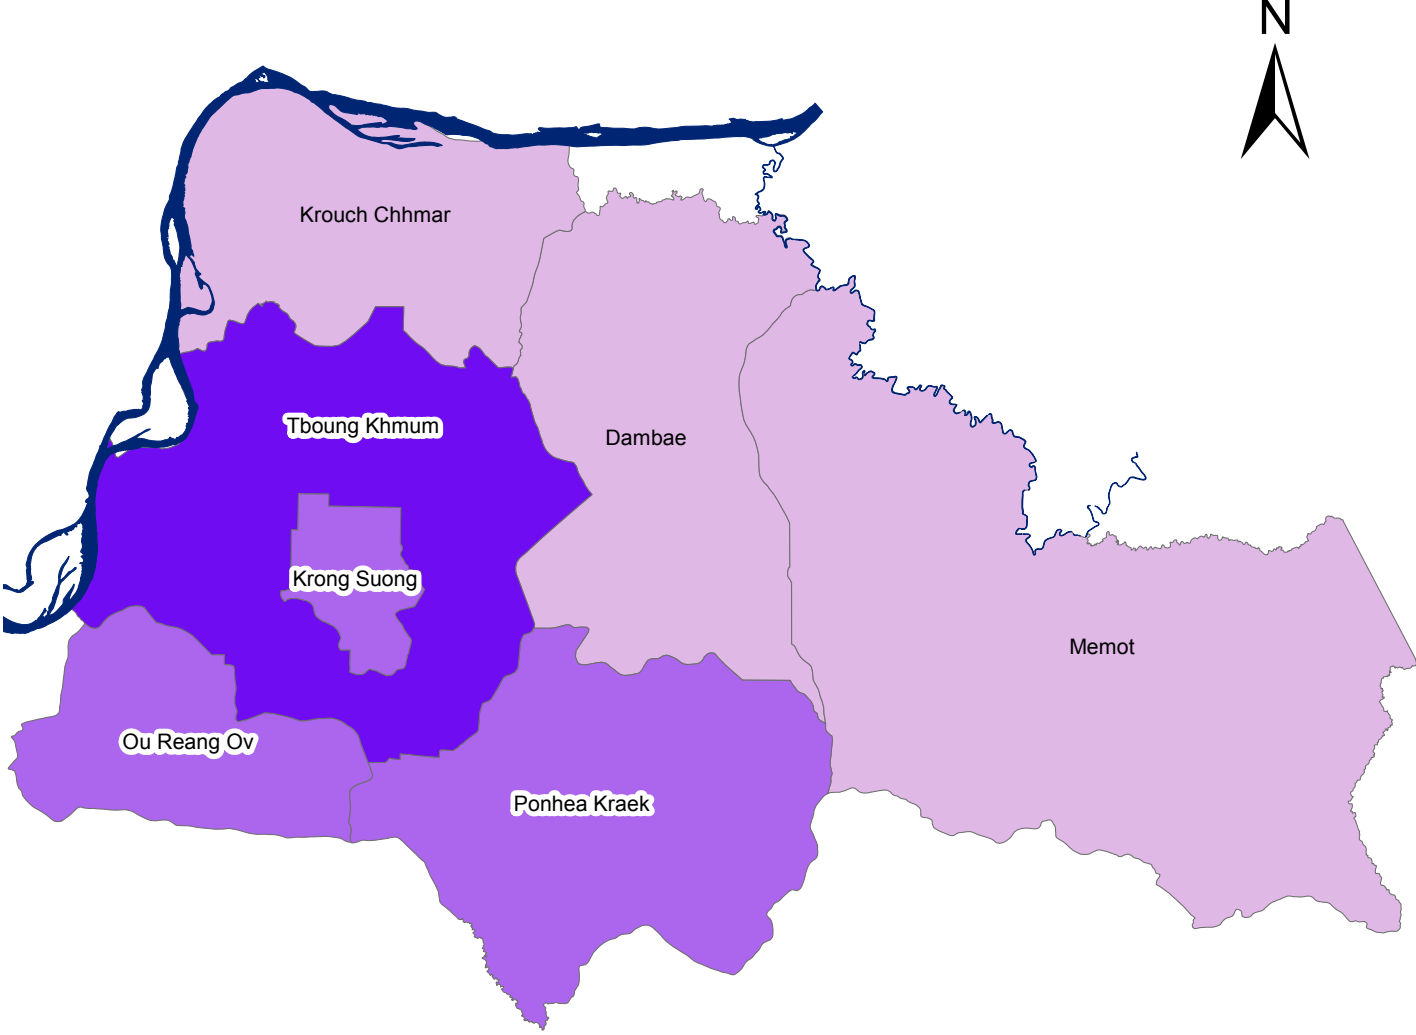 N
Krouch Chhmar
Tboung Khmum
Dambae
Krong Suong
Memot
Ou Reang Ov
Ponhea Kraek